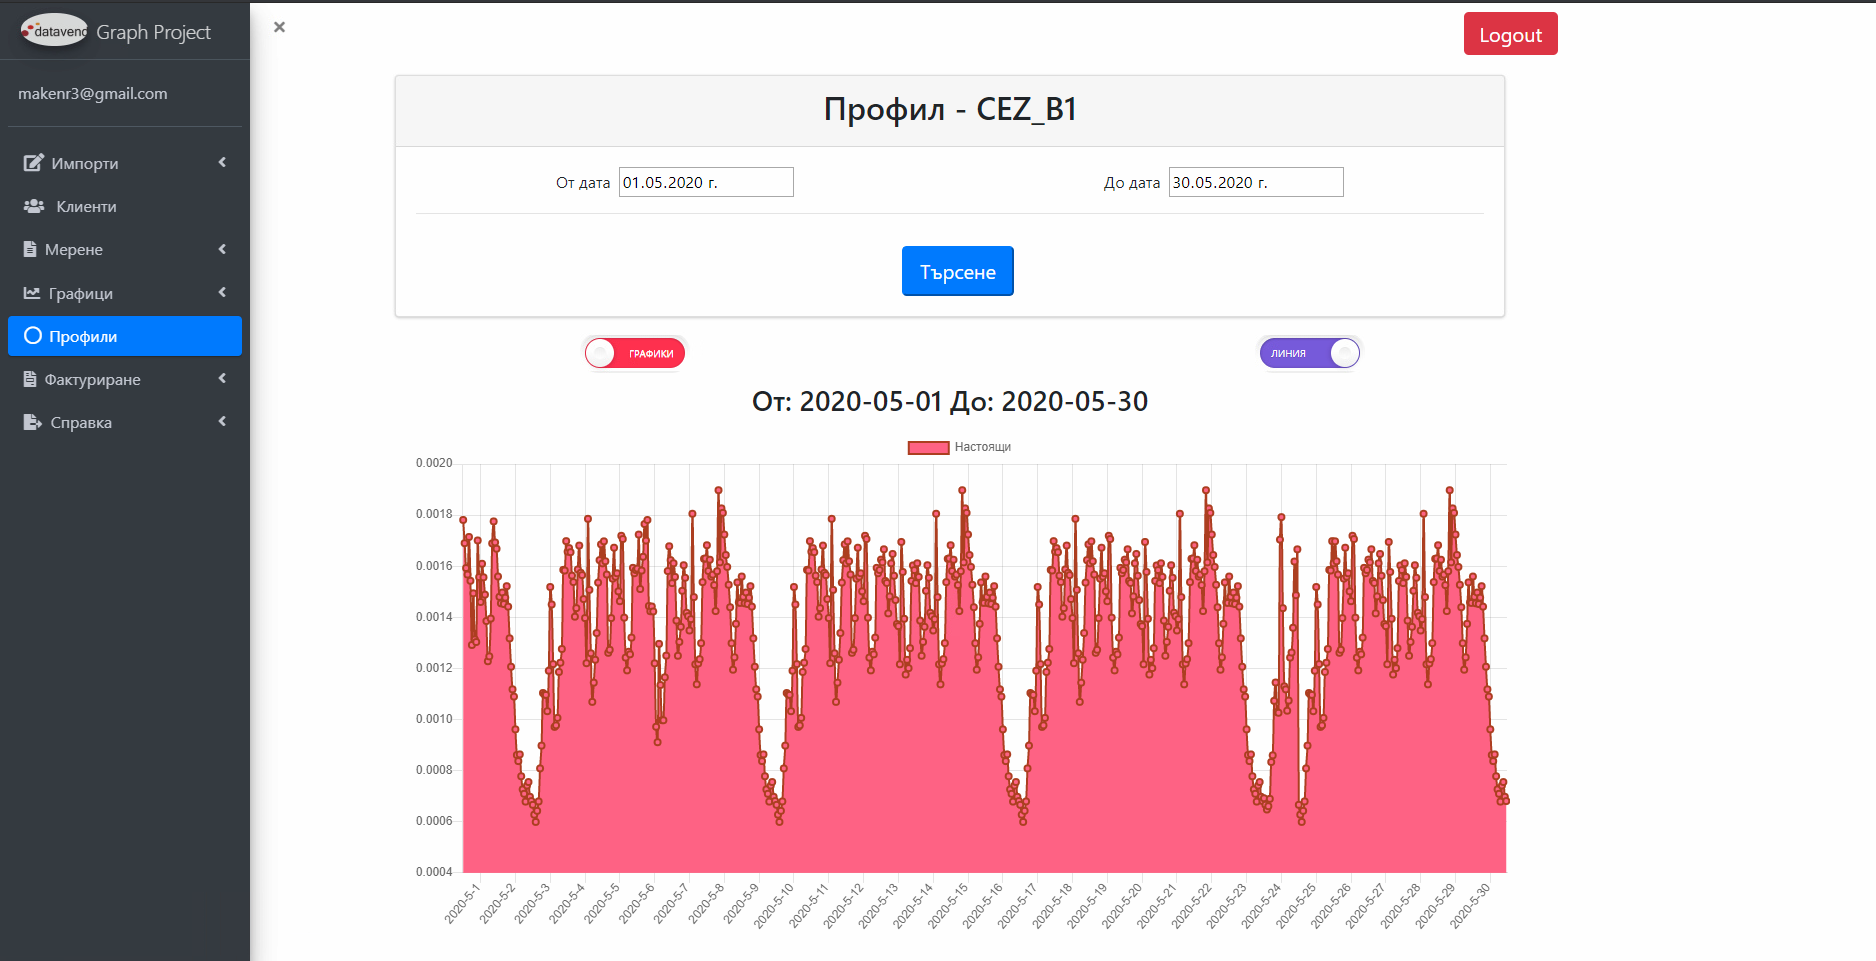 datavend Graph Project
Logout
makenr3@gmail.com
Импорти
Клиенти
Мерене
Графици
Профили
Фактуриране
Справка
Профил - CEZ_B1
От дата 01.05.2020 г.
До дата 30.05.2020 г.
Търсене
ГРАФИКИ
ЛИНИЯ
От: 2020-05-01 До: 2020-05-30
Настоящи
0.0020
0.0018
0.0016
0.0014
0.0012
0.0010
0.0008
0.0006
0.0004
2020-5-1
2020-5-2
2020-5-3
2020-5-4
2020-5-5
2020-5-6
2020-5-7
2020-5-8
2020-5-9
2020-5-10
2020-5-11
2020-5-12
2020-5-13
2020-5-14
2020-5-15
2020-5-16
2020-5-17
2020-5-18
2020-5-19
2020-5-20
2020-5-21
2020-5-22
2020-5-23
2020-5-24
2020-5-25
2020-5-26
2020-5-27
2020-5-28
2020-5-29
2020-5-30